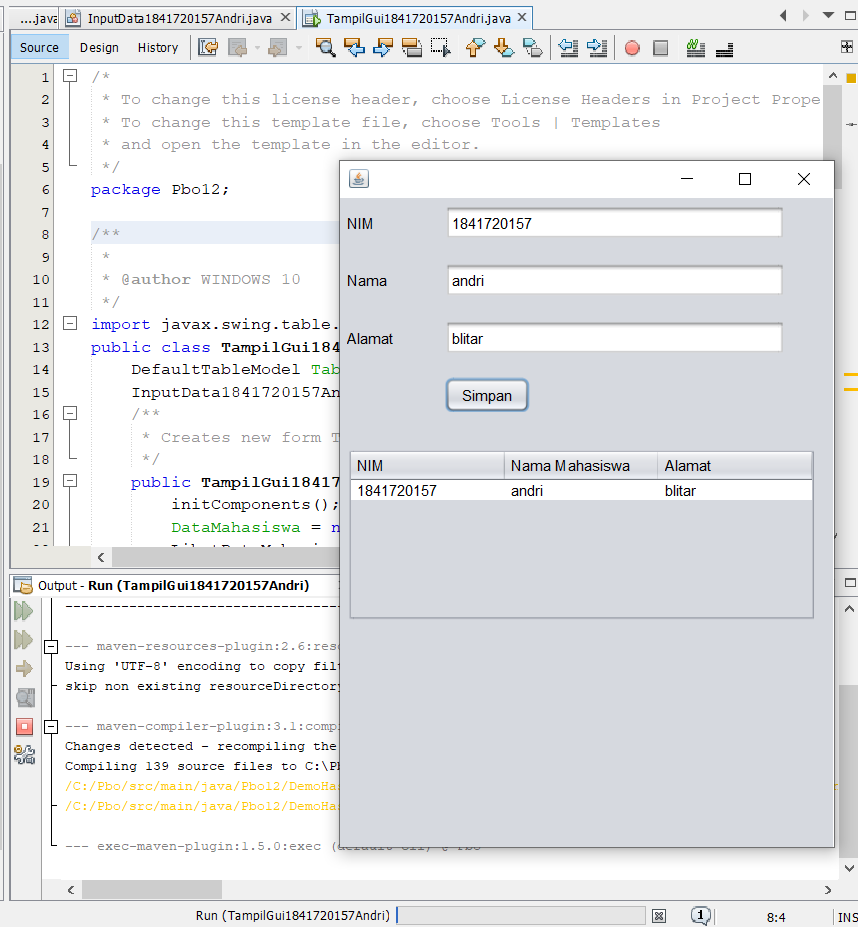 ....java InputData1841720157Andri.java TampilGui1841720157Andri.java
Source Design History
1 /*
2 * To change this license header, choose License Headers in Project Prope
3 * To change this template file, choose Tools | Templates
4 * and open the template in the editor.
5 */
6 package Pbo12;
7
8 /**
9 *
10 * @author WINDOWS 10
11 */
12 import javax.swing.table.
13 public class TampilGui184
14 DefaultTableModel Tab
15 InputData1841720157An
16 /**
17 * Creates new form T
18 */
19 public TampilGui18417
20 initComponents();
21 DataMahasiswa = n
NIM 1841720157
Nama andri
Alamat blitar
Simpan
NIM Nama Mahasiswa Alamat
1841720157 andri blitar
Output - Run (TampilGui1841720157Andri)
--- maven-resources-plugin:2.6:reso
Using 'UTF-8' encoding to copy filt
skip non existing resourceDirectory
--- maven-compiler-plugin:3.1:compi
Changes detected - recompiling the
Compiling 139 source files to C:\Pb
/C:/Pbo/src/main/java/Pbo12/DemoHas
/C:/Pbo/src/main/java/Pbo12/DemoHas
--- exec-maven-plugin:1.5.0:exec
Run (TampilGui1841720157Andri) 1 8:4 INS